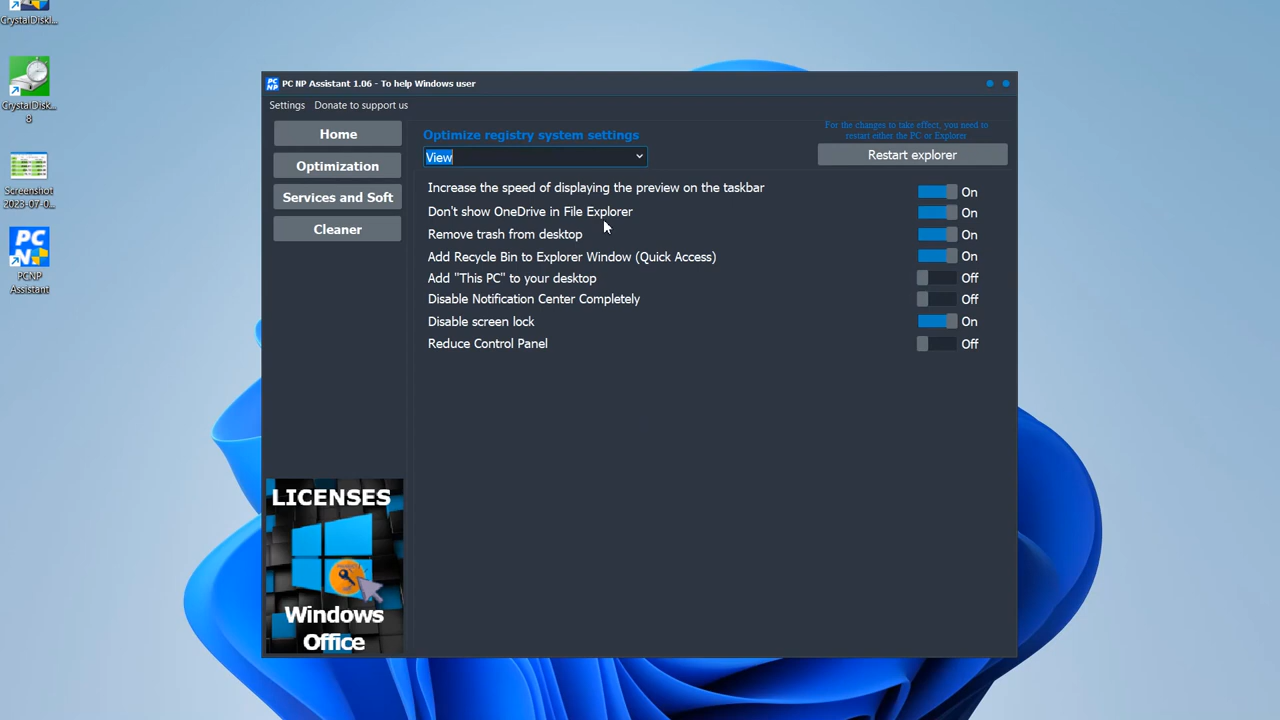 CrystalDiskI...
CrystalDisk...
8
Screenshot
2023-07-0...
PC
NP
PCNP
Assistant
PC
NP
PC NP Assistant 1.06 - To help Windows user
Settings
Donate to support us
Home
Optimization
Services and Soft
Cleaner
LICENSES
Windows
Office
Optimize registry system settings
View
For the changes to take effect, you need to
restart either the PC or Explorer
Restart explorer
Increase the speed of displaying the preview on the taskbar On
Don't show OneDrive in File Explorer On
Remove trash from desktop On
Add Recycle Bin to Explorer Window (Quick Access) On
Add "This PC" to your desktop Off
Disable Notification Center Completely Off
Disable screen lock On
Reduce Control Panel Off